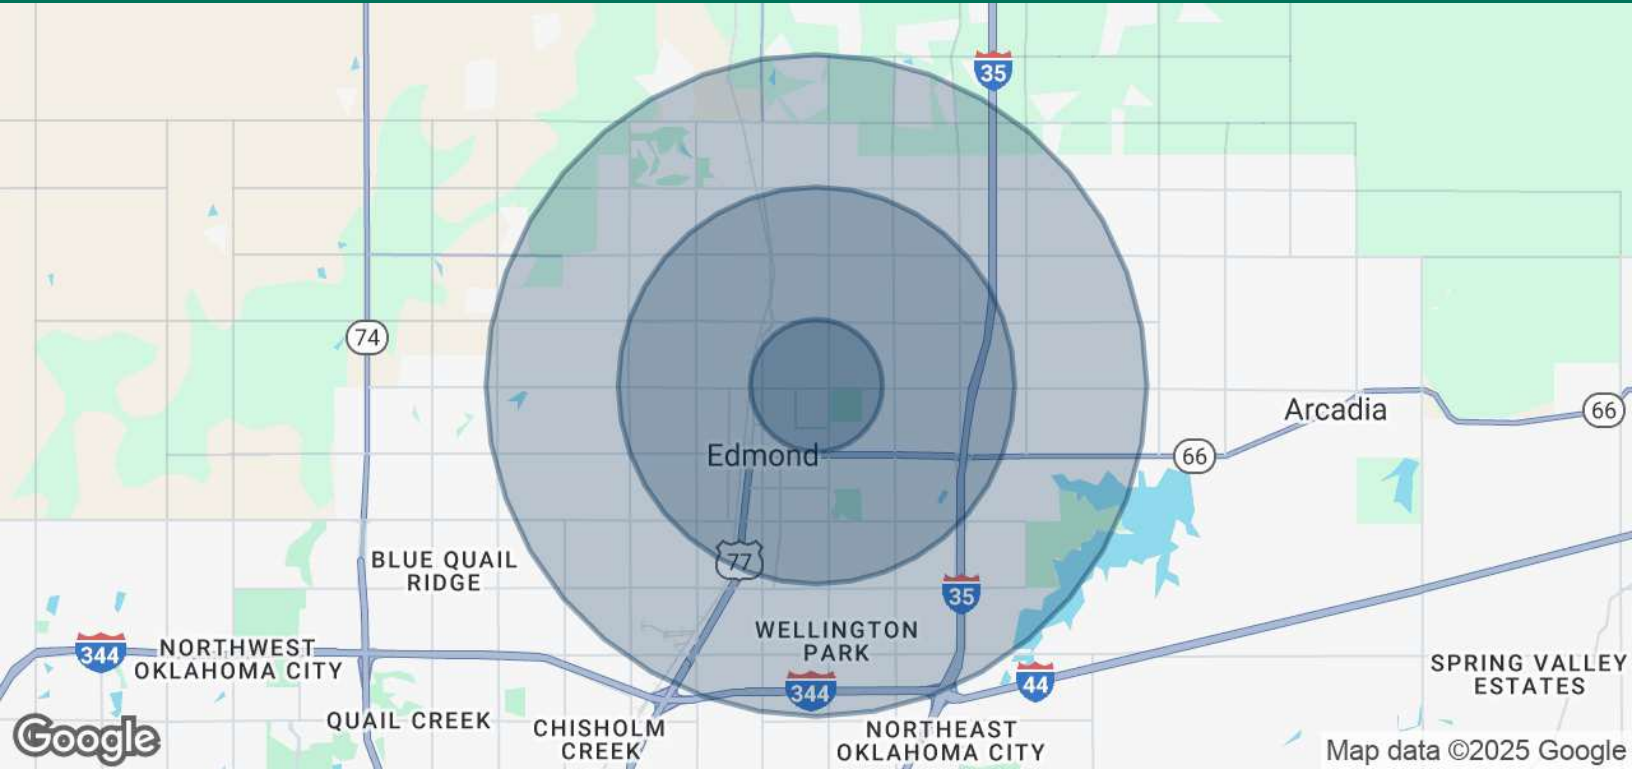 35
74
Arcadia
66
Edmond
66
BLUE QUAIL
RIDGE
77
35
WELLINGTON
PARK
344
NORTHWEST
OKLAHOMA CITY
SPRING VALLEY
ESTATES
44
344
QUAIL CREEK
CHISHOLM
CREEK
NORTHEAST
OKLAHOMA CITY
Google
Map data ©2025 Google